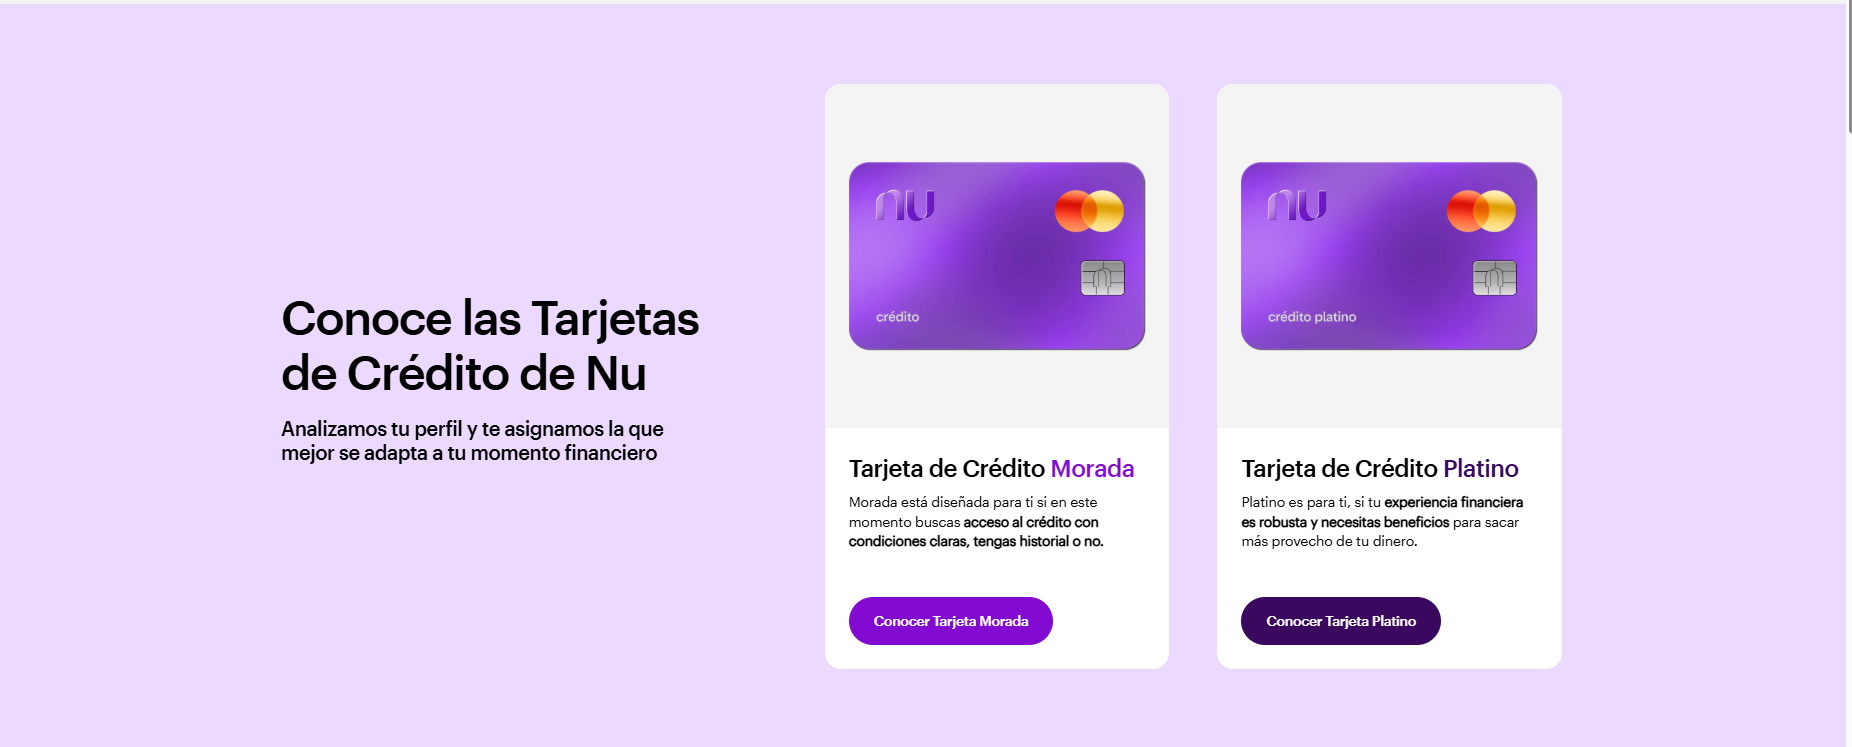 Conoce las Tarjetas
de Crédito de Nu
Analizamos tu perfil y te asignamos la que
mejor se adapta a tu momento financiero
nu
crédito
Tarjeta de Crédito Morada
Morada está diseñada para ti si en este
momento buscas acceso al crédito con
condiciones claras, tengas historial o no.
Conocer Tarjeta Morada
nu
crédito platino
Tarjeta de Crédito Platino
Platino es para ti, si tu experiencia financiera
es robusta y necesitas beneficios para sacar
más provecho de tu dinero.
Conocer Tarjeta Platino